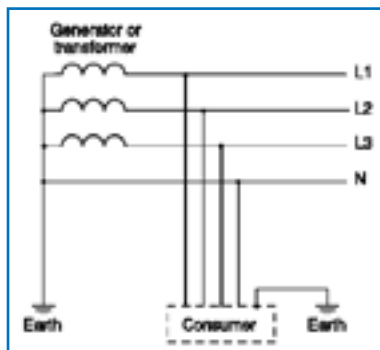 Generator or
transformer
L1
L2
L3
N
Earth
Consumer
Earth